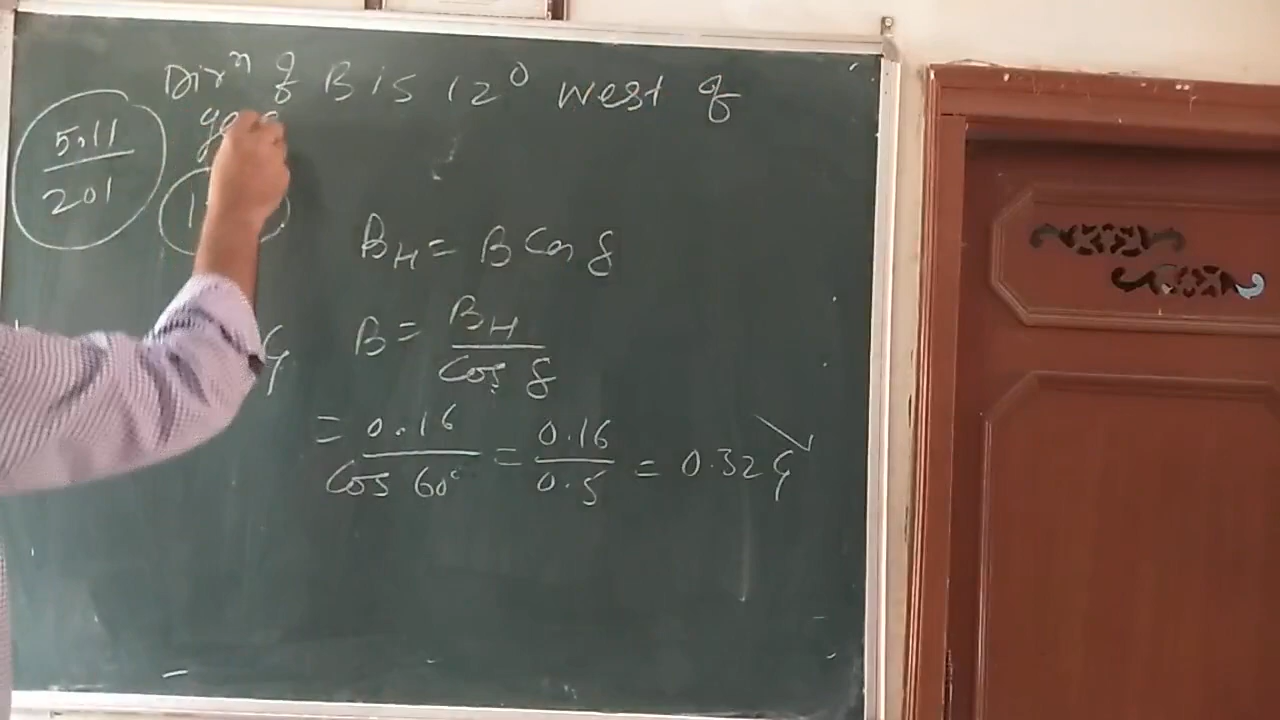 Dirⁿ of B is 12° west of
5.11
201
B_H = B Cos δ
B = B_H / Cos δ
= 0.16 / Cos 60° = 0.16 / 0.5 = 0.32 G
G